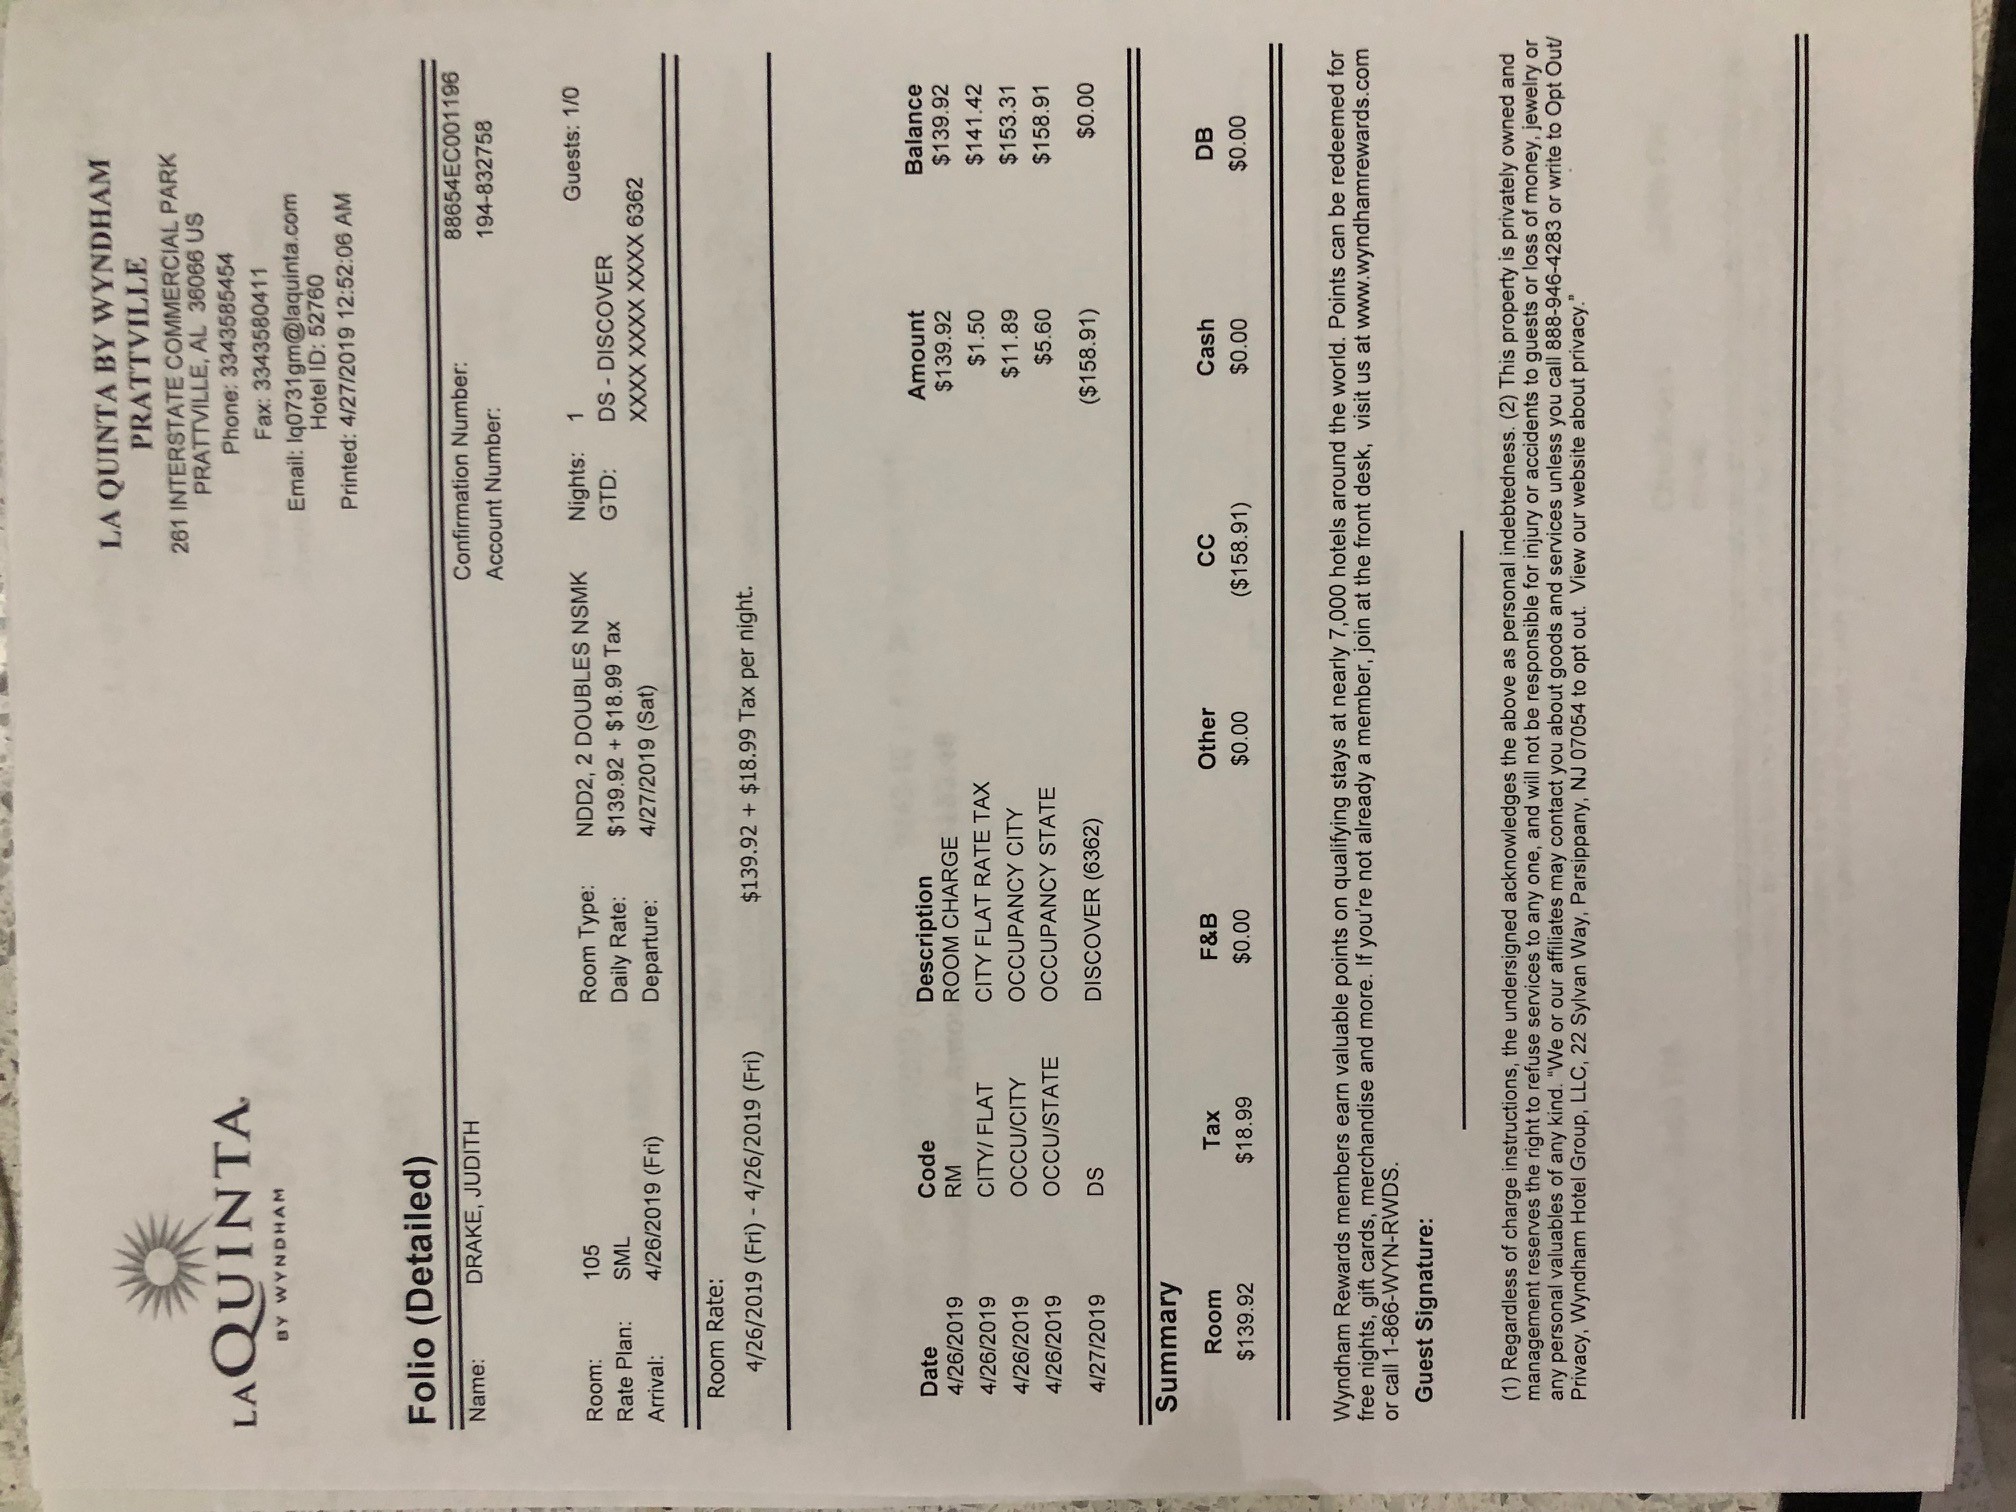 LA QUINTA
BY WYNDHAM
LA QUINTA BY WYNDHAM
PRATTVILLE
261 INTERSTATE COMMERCIAL PARK
PRATTVILLE, AL 36066 US
Phone: 3343585454
Fax: 3343580411
Email: lq0731gm@laquinta.com
Hotel ID: 52760
Printed: 4/27/2019 12:52:06 AM
Folio (Detailed)
Name: DRAKE, JUDITH Confirmation Number: 88654EC001196
Account Number: 194-832758
Room: 105 Room Type: NDD2, 2 DOUBLES NSMK Nights: 1 Guests: 1/0
Rate Plan: SML Daily Rate: $139.92 + $18.99 Tax GTD: DS - DISCOVER
Arrival: 4/26/2019 (Fri) Departure: 4/27/2019 (Sat) XXXX XXXX XXXX 6362
Room Rate:
4/26/2019 (Fri) - 4/26/2019 (Fri) $139.92 + $18.99 Tax per night.
Date Code Description Amount Balance
4/26/2019 RM ROOM CHARGE $139.92 $139.92
4/26/2019 CITY/ FLAT CITY FLAT RATE TAX $1.50 $141.42
4/26/2019 OCCU/CITY OCCUPANCY CITY $11.89 $153.31
4/26/2019 OCCU/STATE OCCUPANCY STATE $5.60 $158.91
4/27/2019 DS DISCOVER (6362) ($158.91) $0.00
Summary
Room Tax F&B Other CC Cash DB
$139.92 $18.99 $0.00 $0.00 ($158.91) $0.00 $0.00
Wyndham Rewards members earn valuable points on qualifying stays at nearly 7,000 hotels around the world. Points can be redeemed for
free nights, gift cards, merchandise and more. If you're not already a member, join at the front desk, visit us at www.wyndhamrewards.com
or call 1-866-WYN-RWDS.
Guest Signature:
(1) Regardless of charge instructions, the undersigned acknowledges the above as personal indebtedness. (2) This property is privately owned and
management reserves the right to refuse services to any one, and will not be responsible for injury or accidents to guests or loss of money, jewelry or
any personal valuables of any kind. "We or our affiliates may contact you about goods and services unless you call 888-946-4283 or write to Opt Out/
Privacy, Wyndham Hotel Group, LLC, 22 Sylvan Way, Parsippany, NJ 07054 to opt out. View our website about privacy."